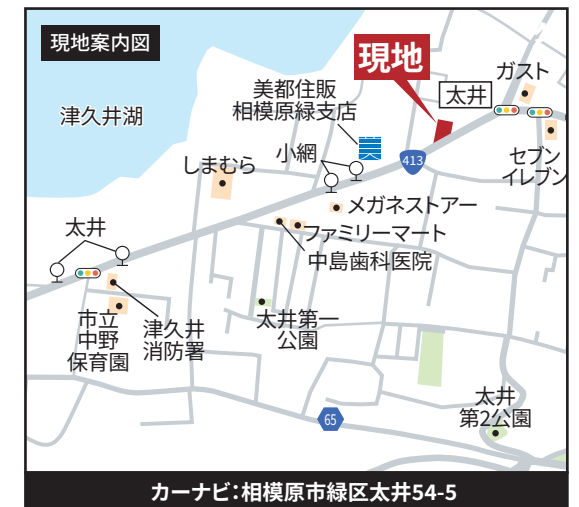 現地案内図
現地
ガスト
太井
美都住販
相模原緑支店
津久井湖
小網
413
セブン
イレブン
しまむら
メガネストアー
ファミリーマート
太井
中島歯科医院
太井第一
公園
市立
中野
保育園
津久井
消防署
太井
第2公園
65
カーナビ:相模原市緑区太井54-5